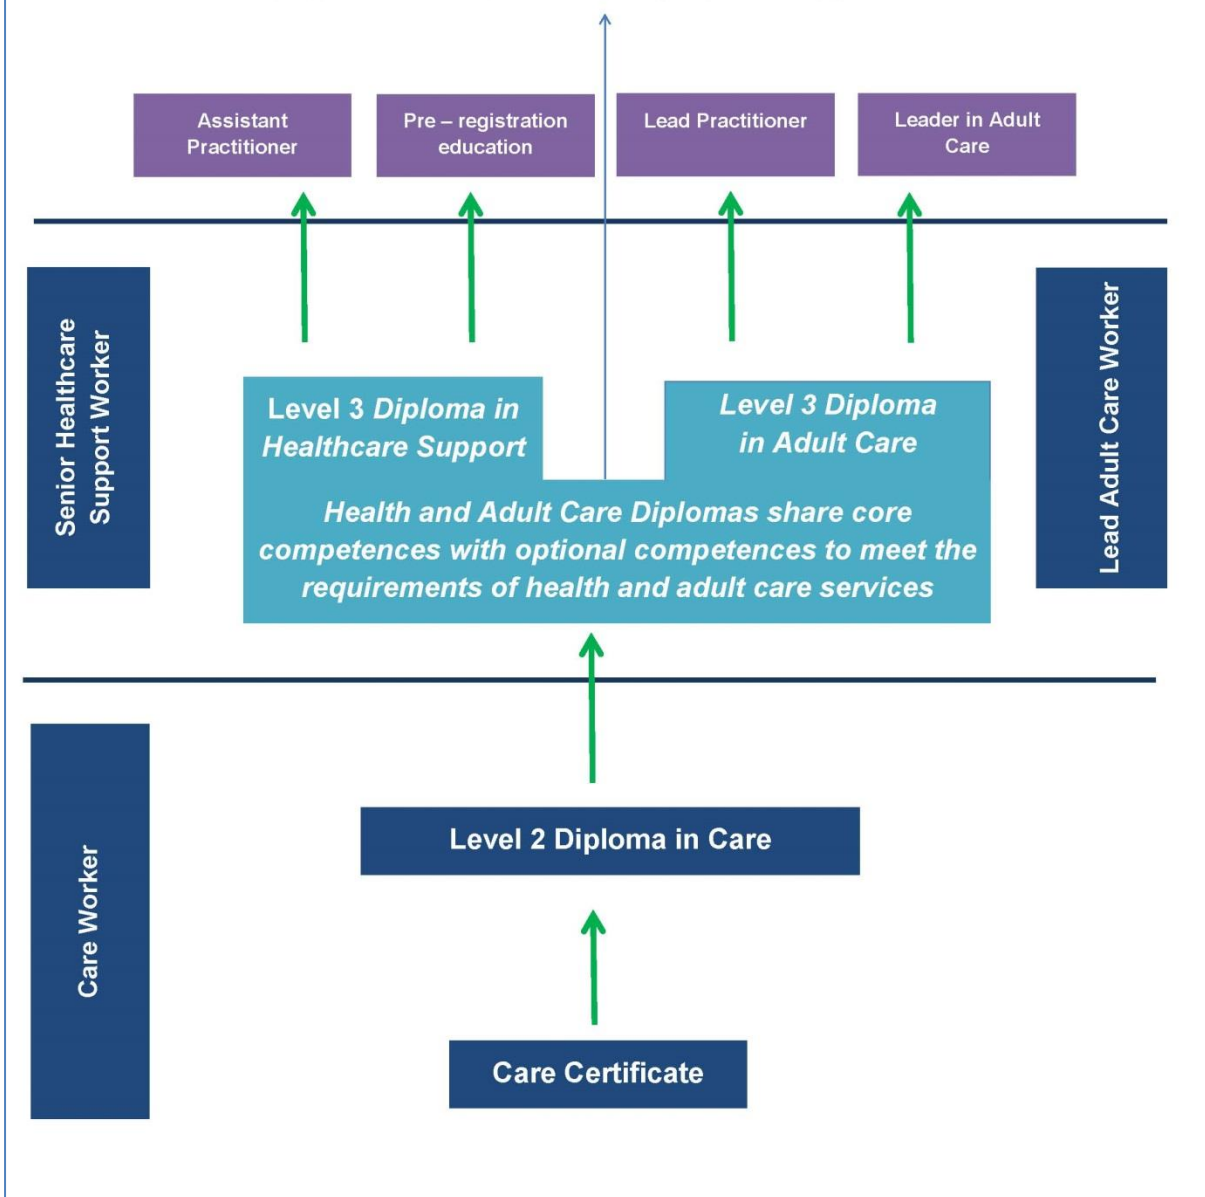 Assistant
Practitioner
Pre – registration
education
Lead Practitioner
Leader in Adult
Care
Senior Healthcare
Support Worker
Level 3 Diploma in
Healthcare Support
Level 3 Diploma
in Adult Care
Lead Adult Care Worker
Health and Adult Care Diplomas share core
competences with optional competences to meet the
requirements of health and adult care services
Care Worker
Level 2 Diploma in Care
Care Certificate